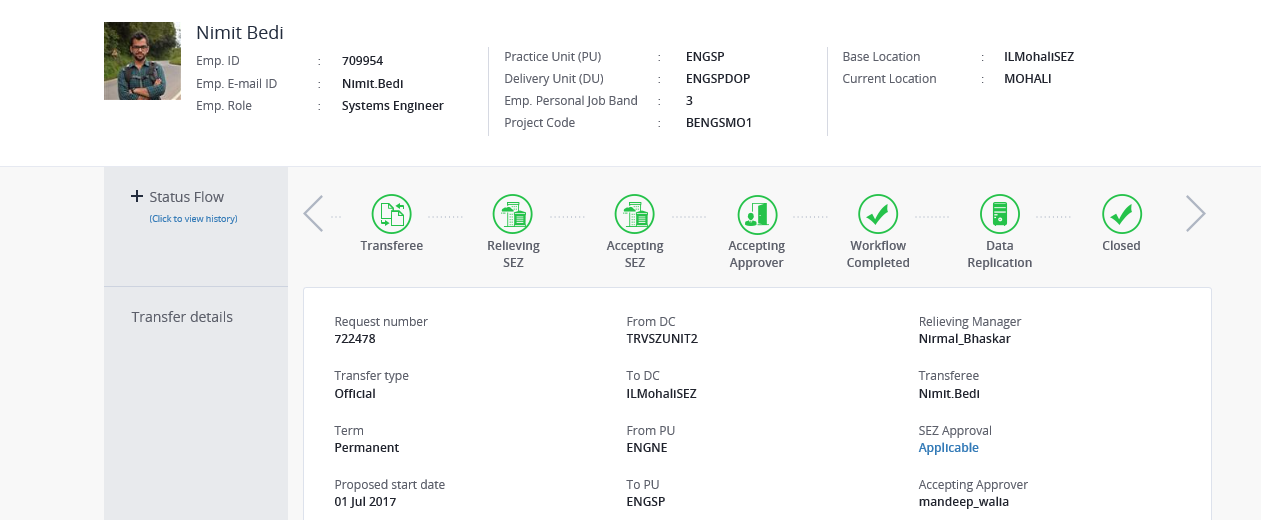 Nimit Bedi
Emp. ID : 709954
Emp. E-mail ID : Nimit.Bedi
Emp. Role : Systems Engineer
Practice Unit (PU) : ENGSP
Delivery Unit (DU) : ENGSPDOP
Emp. Personal Job Band : 3
Project Code : BENGSMO1
Base Location : ILMohaliSEZ
Current Location : MOHALI
+ Status Flow
(Click to view history)
Transfer details
Transferee
Relieving
SEZ
Accepting
SEZ
Accepting
Approver
Workflow
Completed
Data
Replication
Closed
Request number
722478
From DC
TRVSZUNIT2
Relieving Manager
Nirmal_Bhaskar
Transfer type
Official
To DC
ILMohaliSEZ
Transferee
Nimit.Bedi
Term
Permanent
From PU
ENGNE
SEZ Approval
Applicable
Proposed start date
01 Jul 2017
To PU
ENGSP
Accepting Approver
mandeep_walia